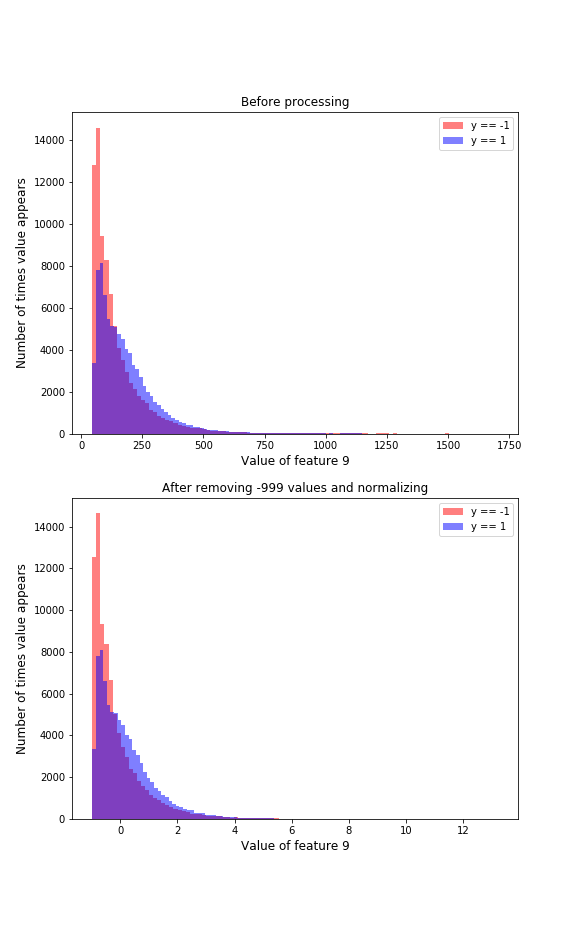 Before processing
y == -1
y == 1
14000
12000
10000
8000
6000
4000
2000
0
Number of times value appears
0 250 500 750 1000 1250 1500 1750
Value of feature 9
After removing -999 values and normalizing
y == -1
y == 1
14000
12000
10000
8000
6000
4000
2000
0
Number of times value appears
0 2 4 6 8 10 12
Value of feature 9